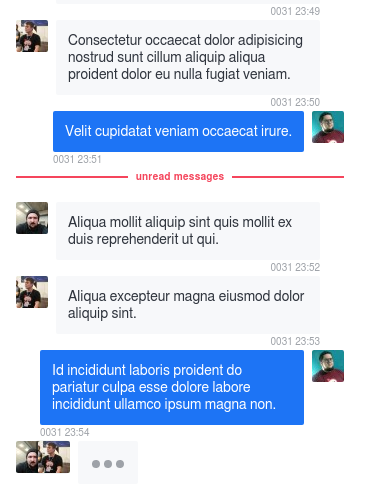 0031 23:49
Consectetur occaecat dolor adipisicing
nostrud sunt cillum aliquip aliqua
proident dolor eu nulla fugiat veniam.
0031 23:50
Velit cupidatat veniam occaecat irure.
0031 23:51
unread messages
Aliqua mollit aliquip sint quis mollit ex
duis reprehenderit ut qui.
0031 23:52
Aliqua excepteur magna eiusmod dolor
aliquip sint.
0031 23:53
Id incididunt laboris proident do
pariatur culpa esse dolore labore
incididunt ullamco ipsum magna non.
0031 23:54